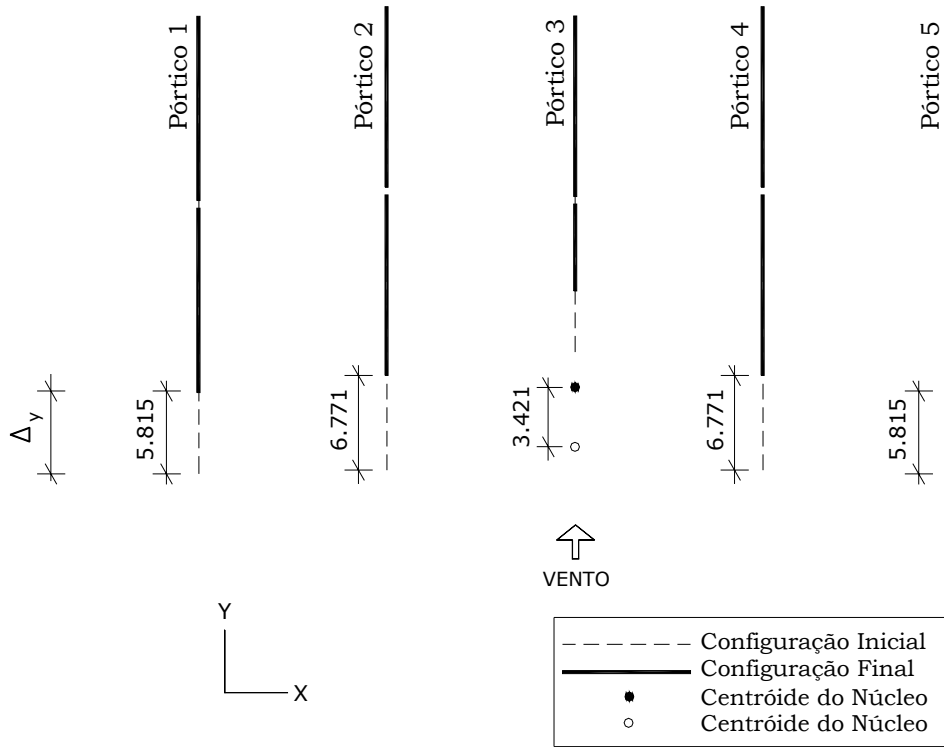 Pórtico 1
Pórtico 2
Pórtico 3
Pórtico 4
Pórtico 5
Δy
5.815
6.771
3.421
6.771
5.815
VENTO
Y
X
Configuração Inicial
Configuração Final
Centróide do Núcleo
Centróide do Núcleo